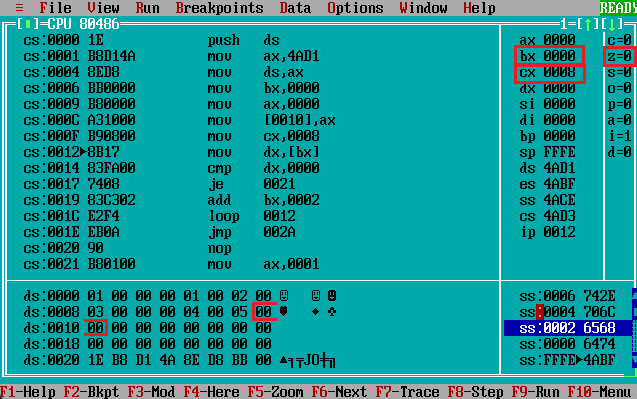 ≡ File View Run Breakpoints Data Options Window Help READY
[■]=CPU 80486 1=[↑][↓]
cs:0000 1E push ds ax 0000 c=0
cs:0001 B8D14A mov ax,4AD1 bx 0000 z=0
cs:0004 8ED8 mov ds,ax cx 0008 s=0
cs:0006 BB0000 mov bx,0000 dx 0000 o=0
cs:0009 B80000 mov ax,0000 si 0000 p=0
cs:000C A31000 mov [0010],ax di 0000 a=0
cs:000F B90800 mov cx,0008 bp 0000 i=1
cs:0012►8B17 mov dx,[bx] sp FFFE d=0
cs:0014 83FA00 cmp dx,0000 ds 4AD1
cs:0017 7408 je 0021 es 4ABF
cs:0019 83C302 add bx,0002 ss 4ACE
cs:001C E2F4 loop 0012 cs 4AD3
cs:001E EB0A jmp 002A ip 0012
cs:0020 90 nop
cs:0021 B80100 mov ax,0001
ds:0000 01 00 00 00 01 00 02 00 ☺ ☺ ☻ ss:0006 742E
ds:0008 03 00 00 00 04 00 05 00 ♥ ♦ ♣ ss:0004 706C
ds:0010 00 00 00 00 00 00 00 00 ss:0002 6568
ds:0018 00 00 00 00 00 00 00 00 ss:0000 6474
ds:0020 1E B8 D1 4A 8E D8 BB 00 ▲╕╤JÄ╪╗ ss:FFFE►4ABF
F1-Help F2-Bkpt F3-Mod F4-Here F5-Zoom F6-Next F7-Trace F8-Step F9-Run F10-Menu